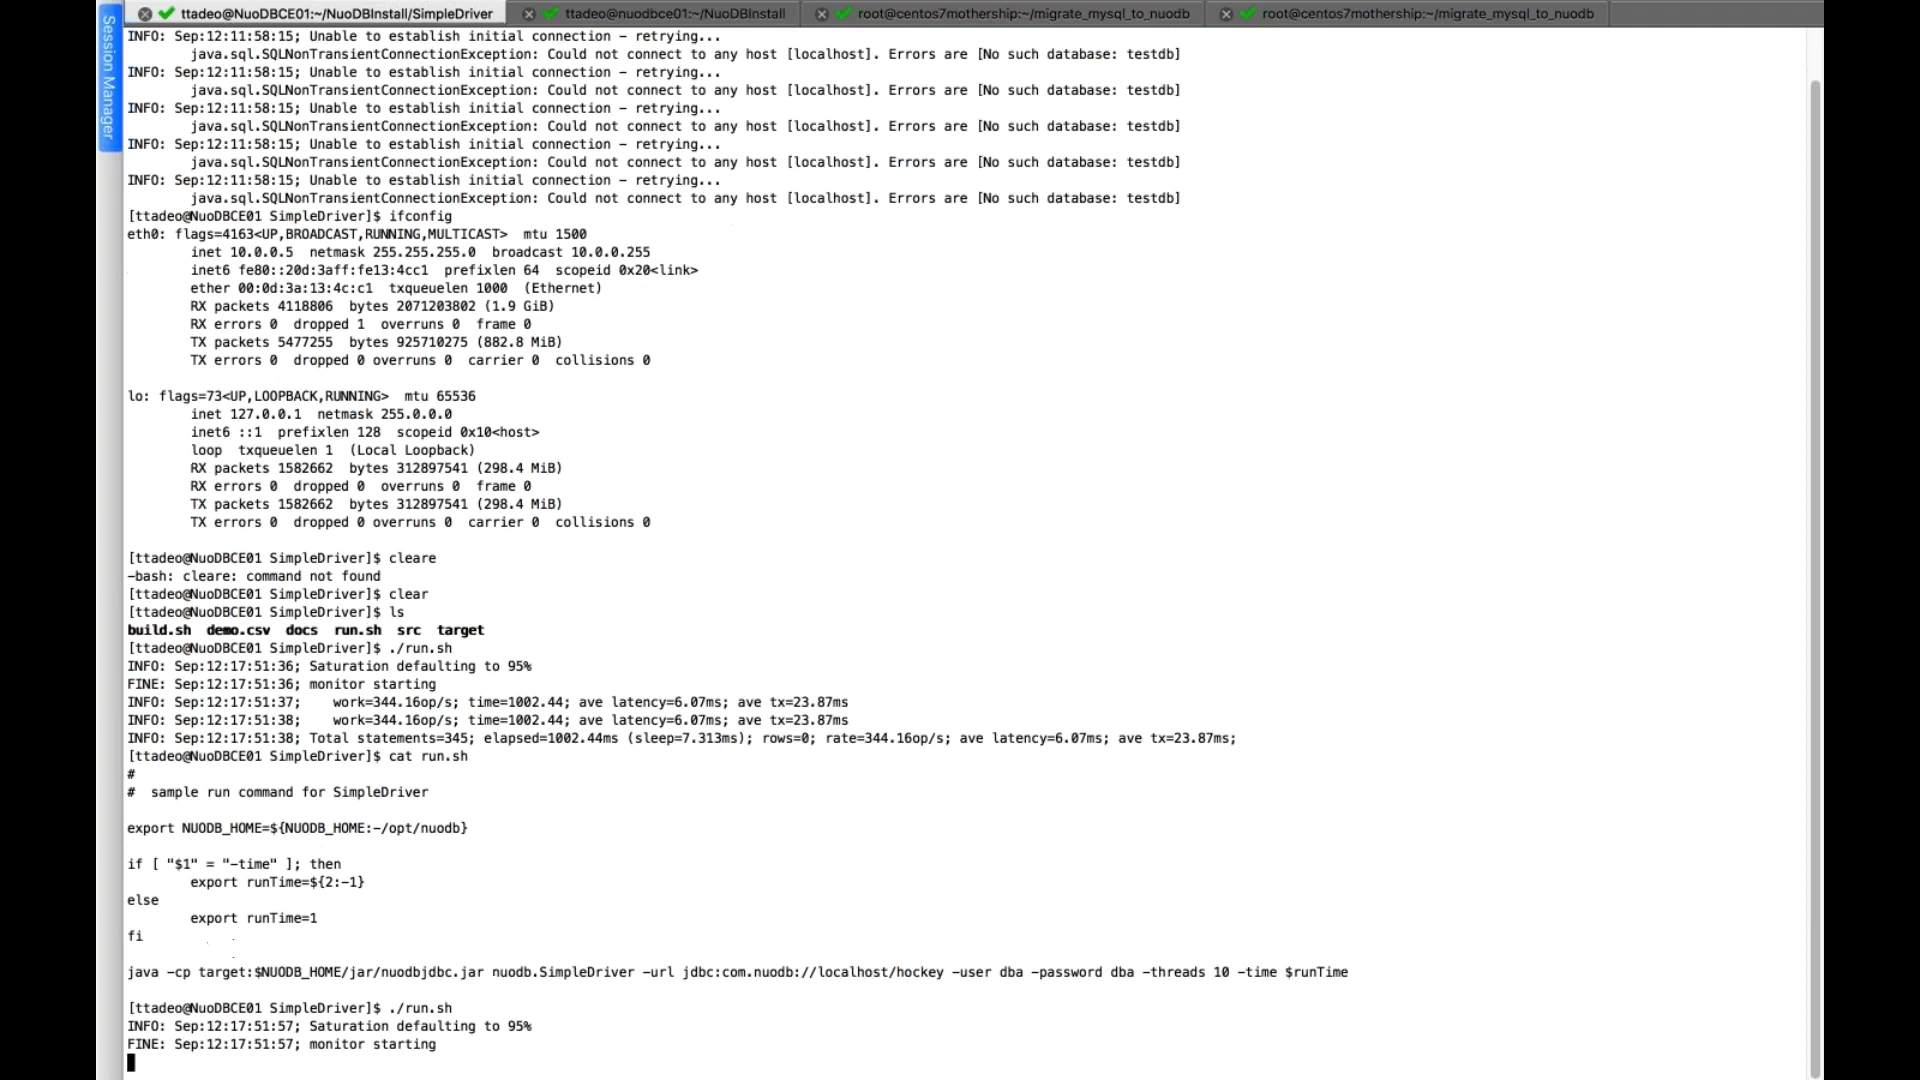 ttadeo@NuoDBCE01:~/NuoDBInstall/SimpleDriver ttadeo@nuodbce01:~/NuoDBInstall root@centos7mothership:~/migrate_mysql_to_nuodb root@centos7mothership:~/migrate_mysql_to_nuodb
Session Manager
INFO: Sep:12:11:58:15; Unable to establish initial connection - retrying...
java.sql.SQLNonTransientConnectionException: Could not connect to any host [localhost]. Errors are [No such database: testdb]
INFO: Sep:12:11:58:15; Unable to establish initial connection - retrying...
java.sql.SQLNonTransientConnectionException: Could not connect to any host [localhost]. Errors are [No such database: testdb]
INFO: Sep:12:11:58:15; Unable to establish initial connection - retrying...
java.sql.SQLNonTransientConnectionException: Could not connect to any host [localhost]. Errors are [No such database: testdb]
INFO: Sep:12:11:58:15; Unable to establish initial connection - retrying...
java.sql.SQLNonTransientConnectionException: Could not connect to any host [localhost]. Errors are [No such database: testdb]
INFO: Sep:12:11:58:15; Unable to establish initial connection - retrying...
java.sql.SQLNonTransientConnectionException: Could not connect to any host [localhost]. Errors are [No such database: testdb]
[ttadeo@NuoDBCE01 SimpleDriver]$ ifconfig
eth0: flags=4163<UP,BROADCAST,RUNNING,MULTICAST>  mtu 1500
inet 10.0.0.5  netmask 255.255.255.0  broadcast 10.0.0.255
inet6 fe80::20d:3aff:fe13:4cc1  prefixlen 64  scopeid 0x20<link>
ether 00:0d:3a:13:4c:c1  txqueuelen 1000  (Ethernet)
RX packets 4118806  bytes 2071203802 (1.9 GiB)
RX errors 0  dropped 1  overruns 0  frame 0
TX packets 5477255  bytes 925710275 (882.8 MiB)
TX errors 0  dropped 0 overruns 0  carrier 0  collisions 0
lo: flags=73<UP,LOOPBACK,RUNNING>  mtu 65536
inet 127.0.0.1  netmask 255.0.0.0
inet6 ::1  prefixlen 128  scopeid 0x10<host>
loop  txqueuelen 1  (Local Loopback)
RX packets 1582662  bytes 312897541 (298.4 MiB)
RX errors 0  dropped 0  overruns 0  frame 0
TX packets 1582662  bytes 312897541 (298.4 MiB)
TX errors 0  dropped 0 overruns 0  carrier 0  collisions 0
[ttadeo@NuoDBCE01 SimpleDriver]$ cleare
-bash: cleare: command not found
[ttadeo@NuoDBCE01 SimpleDriver]$ clear
[ttadeo@NuoDBCE01 SimpleDriver]$ ls
build.sh  demo.csv  docs  run.sh  src  target
[ttadeo@NuoDBCE01 SimpleDriver]$ ./run.sh
INFO: Sep:12:17:51:36; Saturation defaulting to 95%
FINE: Sep:12:17:51:36; monitor starting
INFO: Sep:12:17:51:37;    work=344.16op/s; time=1002.44; ave latency=6.07ms; ave tx=23.87ms
INFO: Sep:12:17:51:38;    work=344.16op/s; time=1002.44; ave latency=6.07ms; ave tx=23.87ms
INFO: Sep:12:17:51:38; Total statements=345; elapsed=1002.44ms (sleep=7.313ms); rows=0; rate=344.16op/s; ave latency=6.07ms; ave tx=23.87ms;
[ttadeo@NuoDBCE01 SimpleDriver]$ cat run.sh
#
#  sample run command for SimpleDriver
export NUODB_HOME=${NUODB_HOME:-/opt/nuodb}
if [ "$1" = "-time" ]; then
export runTime=${2:-1}
else
export runTime=1
fi
java -cp target:$NUODB_HOME/jar/nuodbjdbc.jar nuodb.SimpleDriver -url jdbc:com.nuodb://localhost/hockey -user dba -password dba -threads 10 -time $runTime
[ttadeo@NuoDBCE01 SimpleDriver]$ ./run.sh
INFO: Sep:12:17:51:57; Saturation defaulting to 95%
FINE: Sep:12:17:51:57; monitor starting